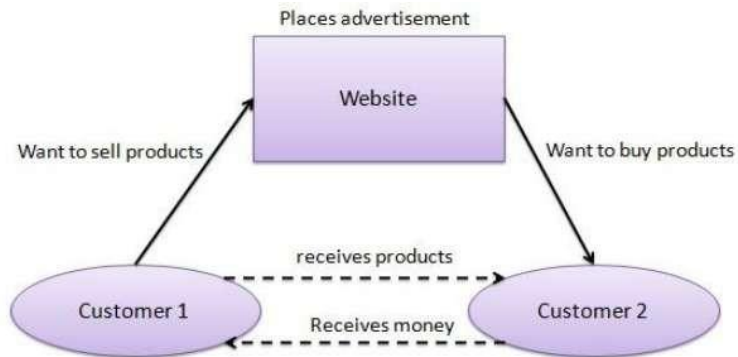 Places advertisement
Website
Want to sell products
Want to buy products
receives products
Customer 1
Customer 2
Receives money